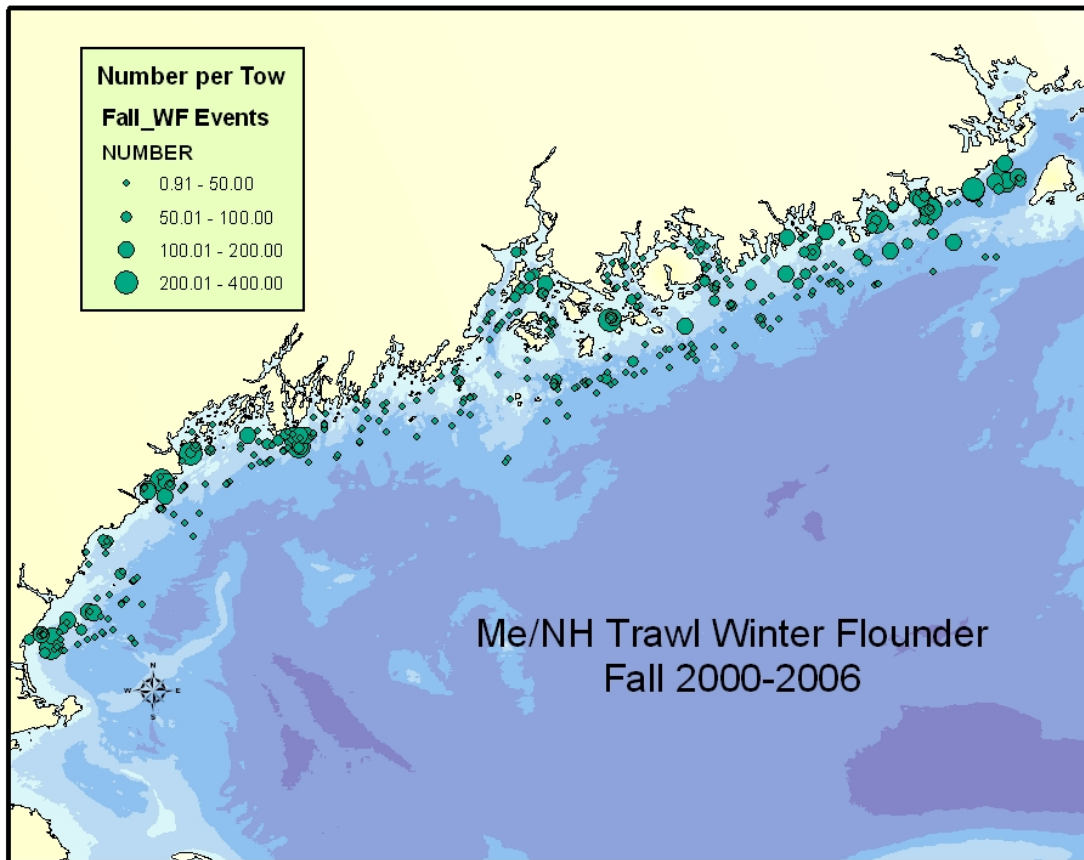 Number per Tow
Fall_WF Events
NUMBER
0.91 - 50.00
50.01 - 100.00
100.01 - 200.00
200.01 - 400.00
Me/NH Trawl Winter Flounder
Fall 2000-2006
N
W E
S